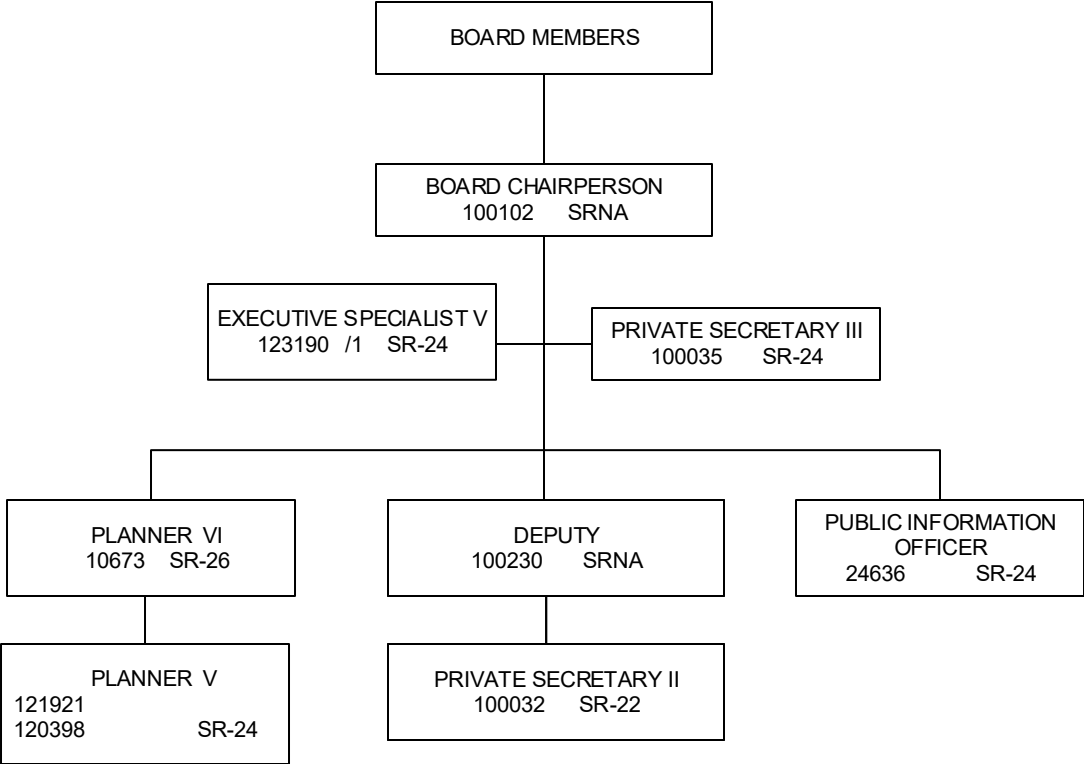 BOARD MEMBERS
BOARD CHAIRPERSON
100102 SRNA
EXECUTIVE SPECIALIST V
123190 /1 SR-24
PRIVATE SECRETARY III
100035 SR-24
PLANNER VI
10673 SR-26
DEPUTY
100230 SRNA
PUBLIC INFORMATION
OFFICER
24636 SR-24
PLANNER V
121921
120398 SR-24
PRIVATE SECRETARY II
100032 SR-22